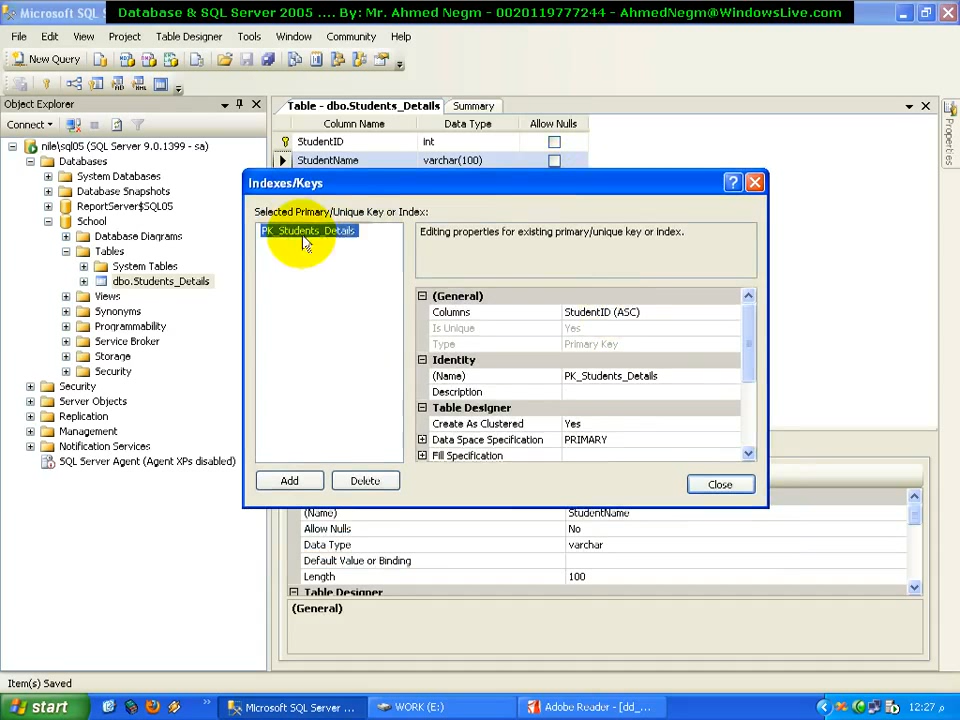 Microsoft SQL
Database & SQL Server 2005 .... By: Mr. Ahmed Negm - 0020119777244 - AhmedNegm@WindowsLive.com
File Edit View Project Table Designer Tools Window Community Help
New Query
Object Explorer
Connect
nile\sql05 (SQL Server 9.0.1399 - sa)
Databases
System Databases
Database Snapshots
ReportServer$SQL05
School
Database Diagrams
Tables
System Tables
dbo.Students_Details
Views
Synonyms
Programmability
Service Broker
Storage
Security
Security
Server Objects
Replication
Management
Notification Services
SQL Server Agent (Agent XPs disabled)
Table - dbo.Students_Details Summary
Column Name Data Type Allow Nulls
StudentID int
StudentName varchar(100)
Properties
Indexes/Keys
Selected Primary/Unique Key or Index:
PK_Students_Details
Editing properties for existing primary/unique key or index.
(General)
Columns StudentID (ASC)
Is Unique Yes
Type Primary Key
Identity
(Name) PK_Students_Details
Description
Table Designer
Create As Clustered Yes
Data Space Specification PRIMARY
Fill Specification
Add Delete
Close
(Name) StudentName
Allow Nulls No
Data Type varchar
Default Value or Binding
Length 100
Table Designer
(General)
Item(s) Saved
start
Microsoft SQL Server ...
WORK (E:)
Adobe Reader - [dd_...
12:27 م